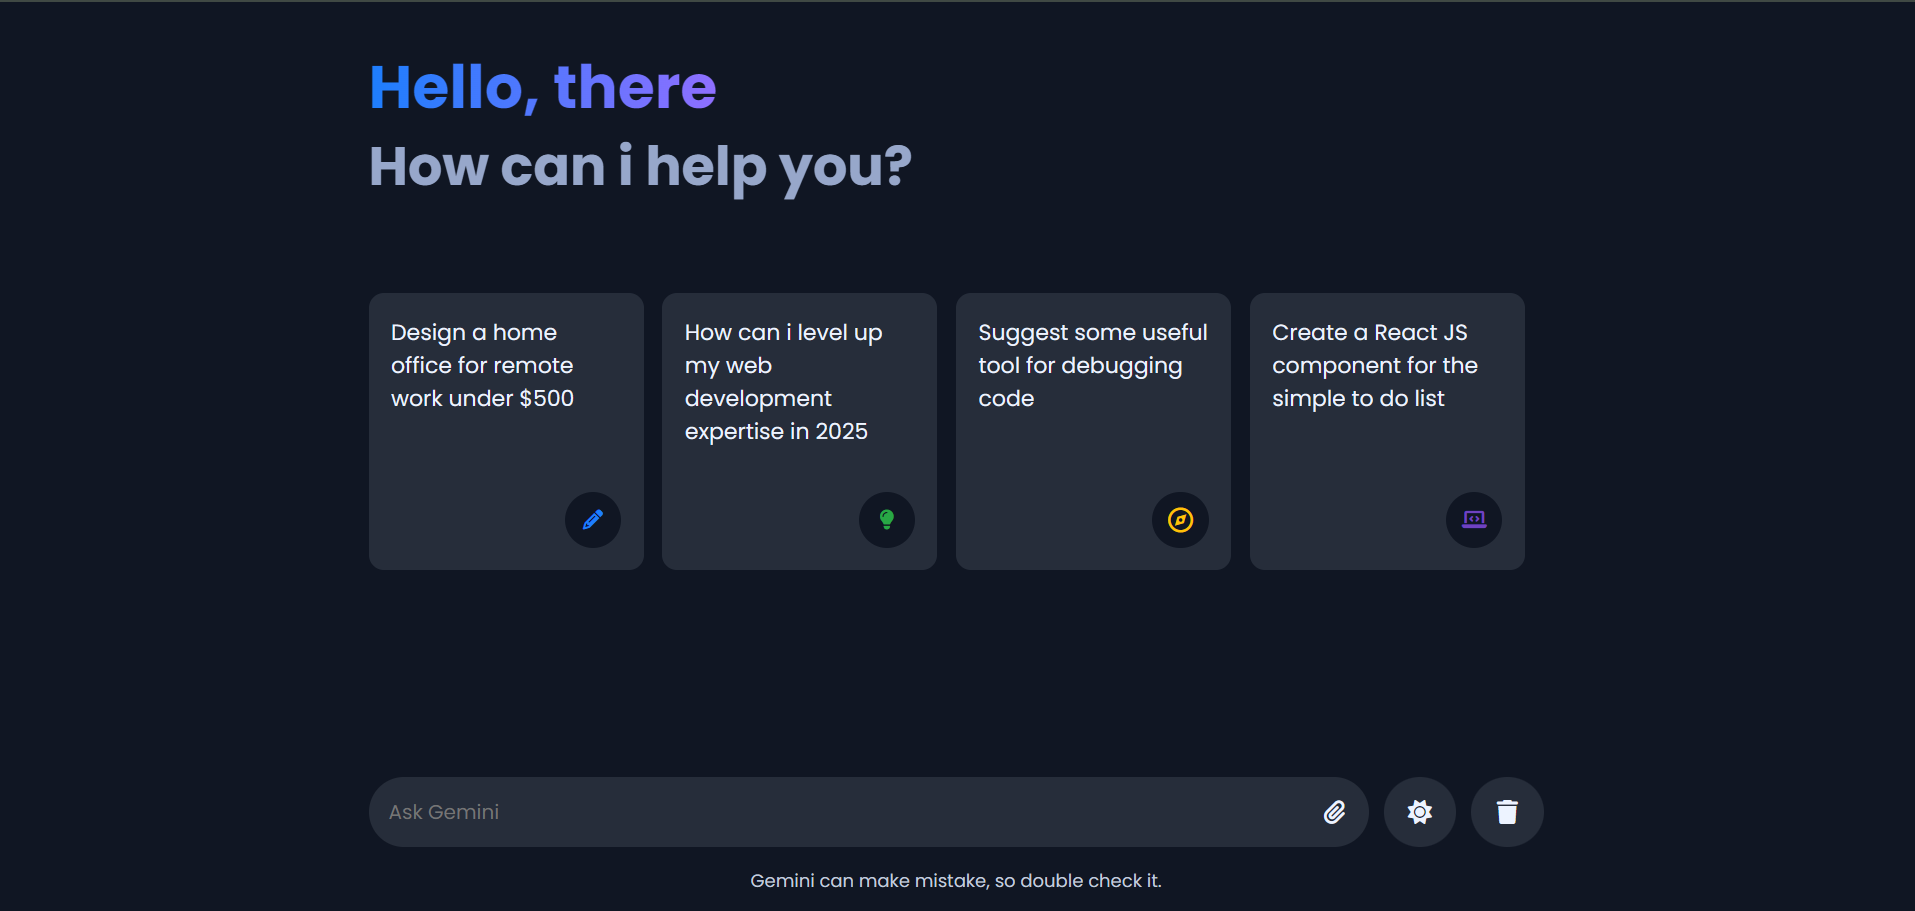 Hello, there
How can i help you?
Design a home
office for remote
work under $500
How can i level up
my web
development
expertise in 2025
Suggest some useful
tool for debugging
code
Create a React JS
component for the
simple to do list
Ask Gemini
Gemini can make mistake, so double check it.